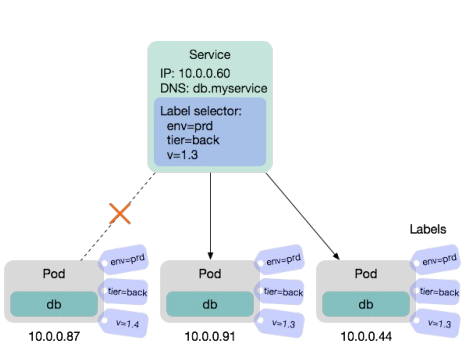 Service
IP: 10.0.0.60
DNS: db.myservice
Label selector:
env=prd
tier=back
v=1.3
Labels
Pod
env=prd
tier=back
db
v=1.4
10.0.0.87
Pod
env=prd
tier=back
db
v=1.3
10.0.0.91
Pod
env=prd
tier=back
db
v=1.3
10.0.0.44